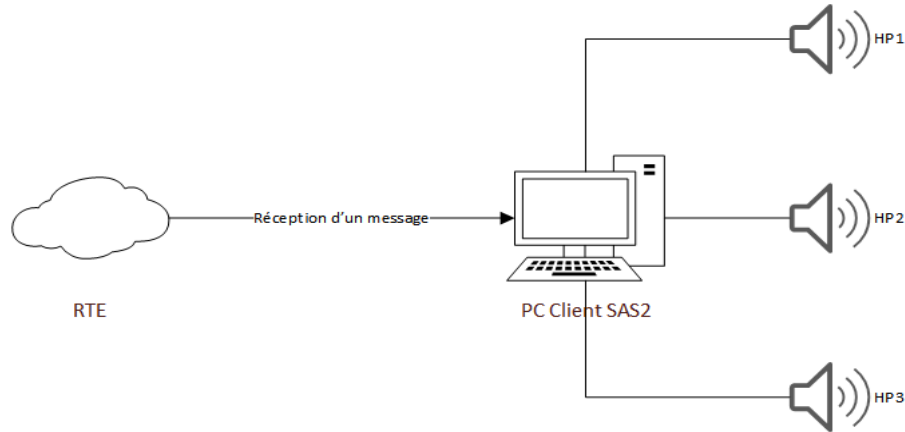 HP1
Réception d'un message
HP2
RTE
PC Client SAS2
HP3